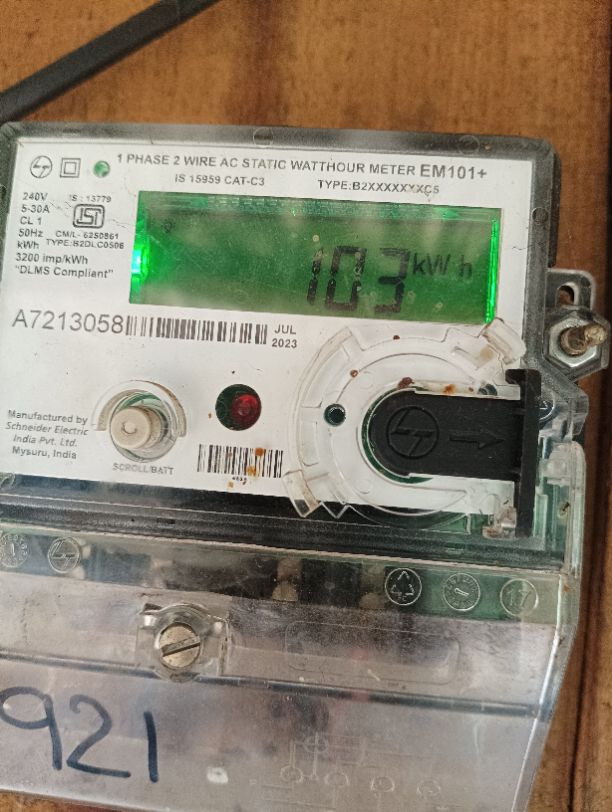 1 PHASE 2 WIRE AC STATIC WATTHOUR METER EM101+
IS 15959 CAT-C3 TYPE:B2XXXXXXXC5
240V IS : 13779
5-30A
CL 1
50Hz CM/L- 6250861
kWh TYPE:B2DLC0S06
3200 imp/kWh
"DLMS Compliant"
103 kWh
A7213058
JUL
2023
Manufactured by
Schneider Electric
India Pvt. Ltd.
Mysuru, India
SCROLL/BATT
921